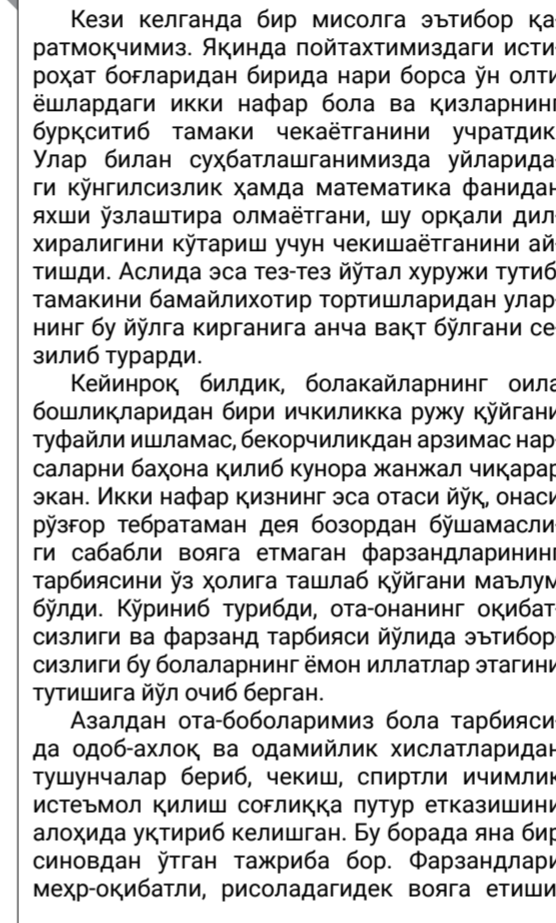 Кези келганда бир мисолга эътибор қа-
ратмоқчимиз. Яқинда пойтахтимиздаги исти-
роҳат боғларидан бирида нари борса ўн олти
ёшлардаги икки нафар бола ва қизларнинг
бурқситиб тамаки чекаётганини учратдик.
Улар билан суҳбатлашганимизда уйларида-
ги кўнгилсизлик ҳамда математика фанидан
яхши ўзлаштира олмаётгани, шу орқали дил-
хиралигини кўтариш учун чекишаётганини ай-
тишди. Аслида эса тез-тез йўтал хуружи тутиб,
тамакини бамайлихотир тортишларидан улар-
нинг бу йўлга кирганига анча вақт бўлгани се-
зилиб турарди.
Кейинроқ билдик, болакайларнинг оила
бошлиқларидан бири ичкиликка ружу қўйгани
туфайли ишламас, бекорчиликдан арзимас нар-
саларни баҳона қилиб кунора жанжал чиқарар
экан. Икки нафар қизнинг эса отаси йўқ, онаси
рўзғор тебратаман дея бозордан бўшамасли-
ги сабабли вояга етмаган фарзандларининг
тарбиясини ўз ҳолига ташлаб қўйгани маълум
бўлди. Кўриниб турибди, ота-онанинг оқибат-
сизлиги ва фарзанд тарбияси йўлида эътибор-
сизлиги бу болаларнинг ёмон иллатлар этагини
тутишига йўл очиб берган.
Азалдан ота-боболаримиз бола тарбияси-
да одоб-ахлоқ ва одамийлик хислатларидан
тушунчалар бериб, чекиш, спиртли ичимлик
истеъмол қилиш соғлиққа путур етказишини
алоҳида уқтириб келишган. Бу борада яна бир
синовдан ўтган тажриба бор. Фарзандлари
меҳр-оқибатли, рисоладагидек вояга етиши